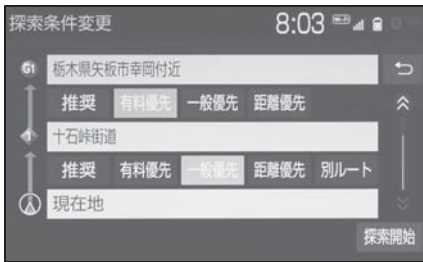 探索条件変更 8:03
G1 栃木県矢板市幸岡付近
推奨 有料優先 一般優先 距離優先
1 十石峠街道
推奨 有料優先 一般優先 距離優先 別ルート
現在地
探索開始